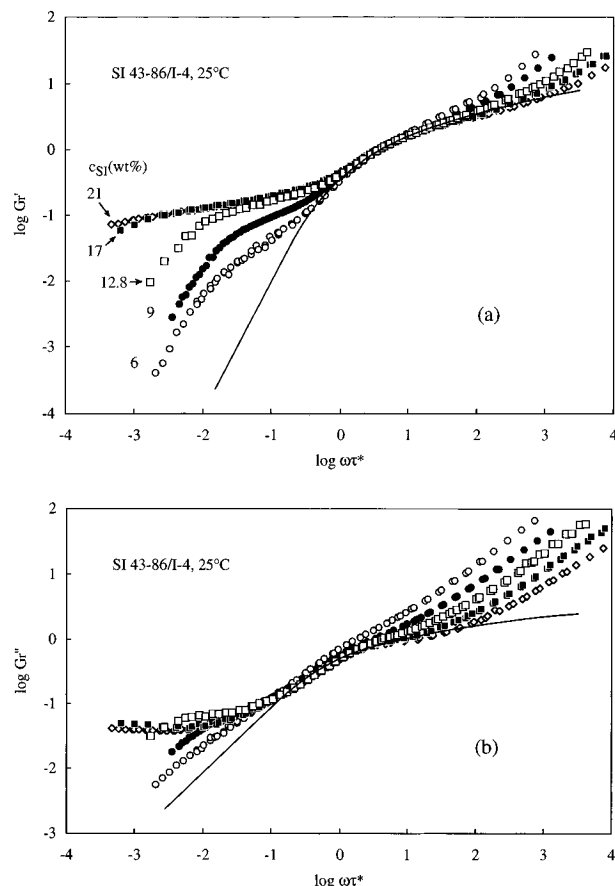 2
SI 43-86/I-4, 25°C
1
0
log Gr'
cSI(wt%)
21
-1
17
12.8
-2
9
(a)
-3
6
-4
-4 -3 -2 -1 0 1 2 3 4
log ωτ*
2
SI 43-86/I-4, 25°C
1
0
log Gr''
-1
(b)
-2
-3
-4 -3 -2 -1 0 1 2 3 4
log ωτ*